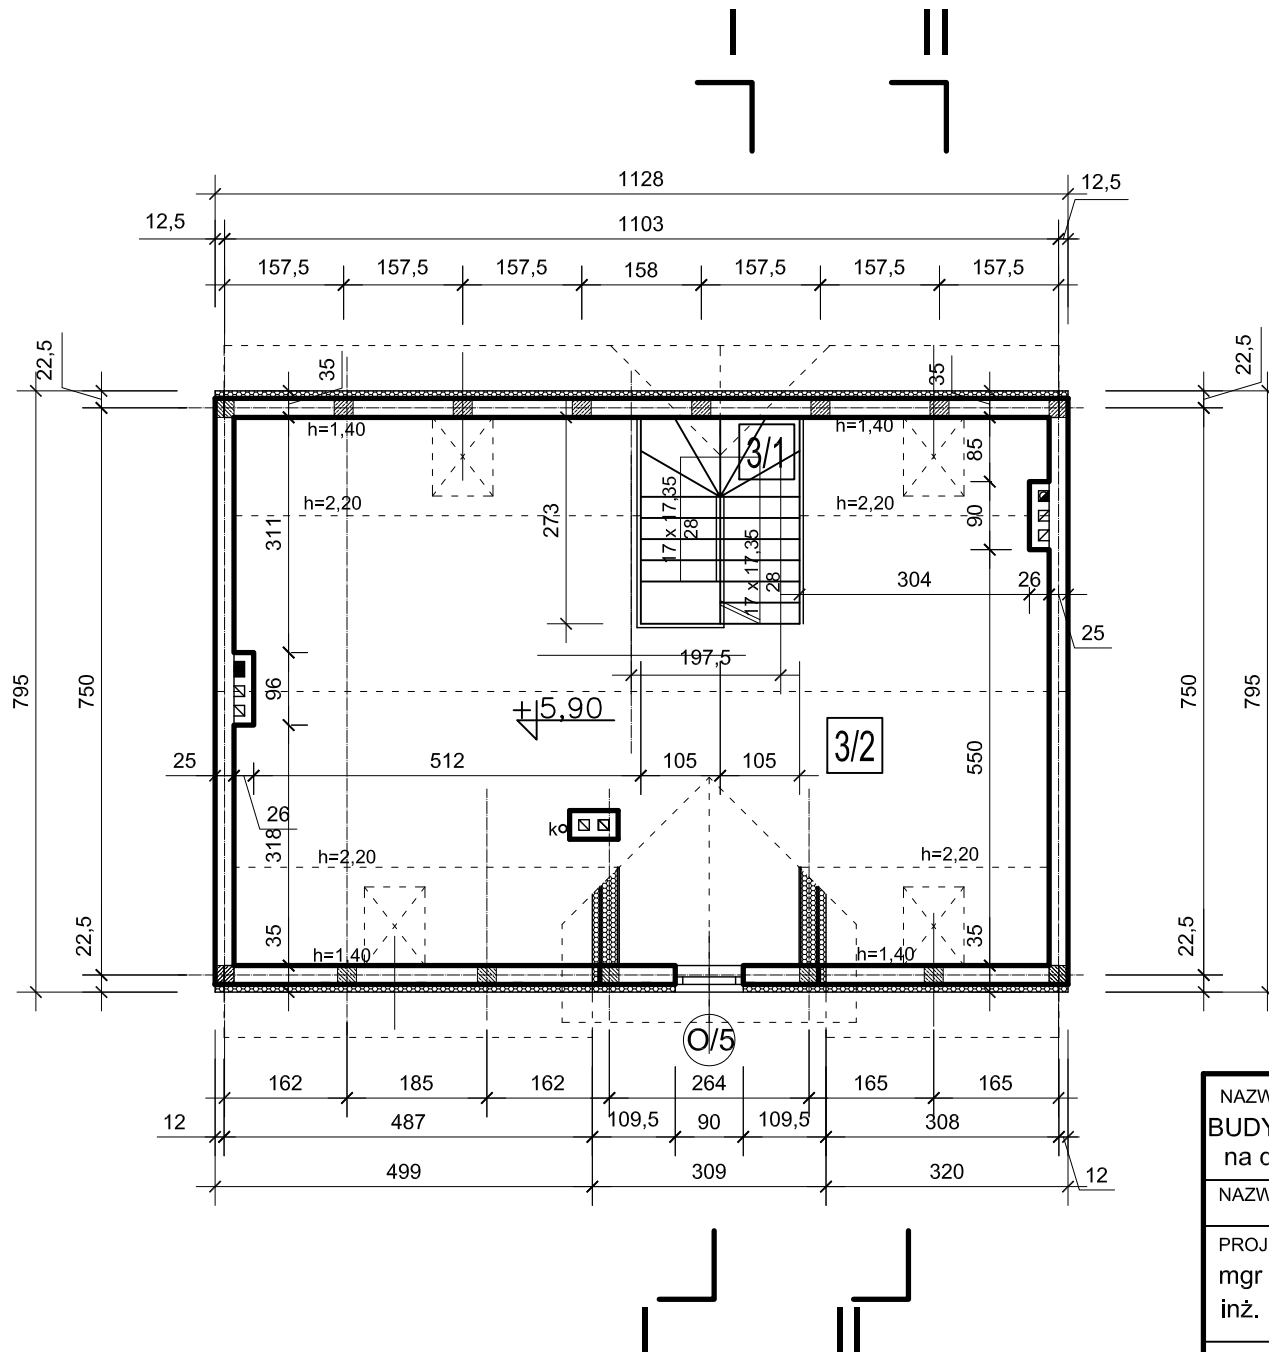 I
II
1128
12,5
12,5
1103
157,5
157,5
157,5
158
157,5
157,5
157,5
22,5
35
35
22,5
h=1,40
h=1,40
3/1
85
h=2,20
h=2,20
311
273
17 x 17,35
28
17 x 17,35
28
90
304
26
25
795
750
96
197,5
+5,90
3/2
750
795
25
512
105
105
550
26
318
k
h=2,20
h=2,20
22,5
35
h=1,40
h=1,40
35
22,5
O/5
162
185
162
264
165
165
12
487
109,5
90
109,5
308
499
309
320
12
NAZW
BUDY
na d
NAZW
PROJ
mgr
inż.
I
II